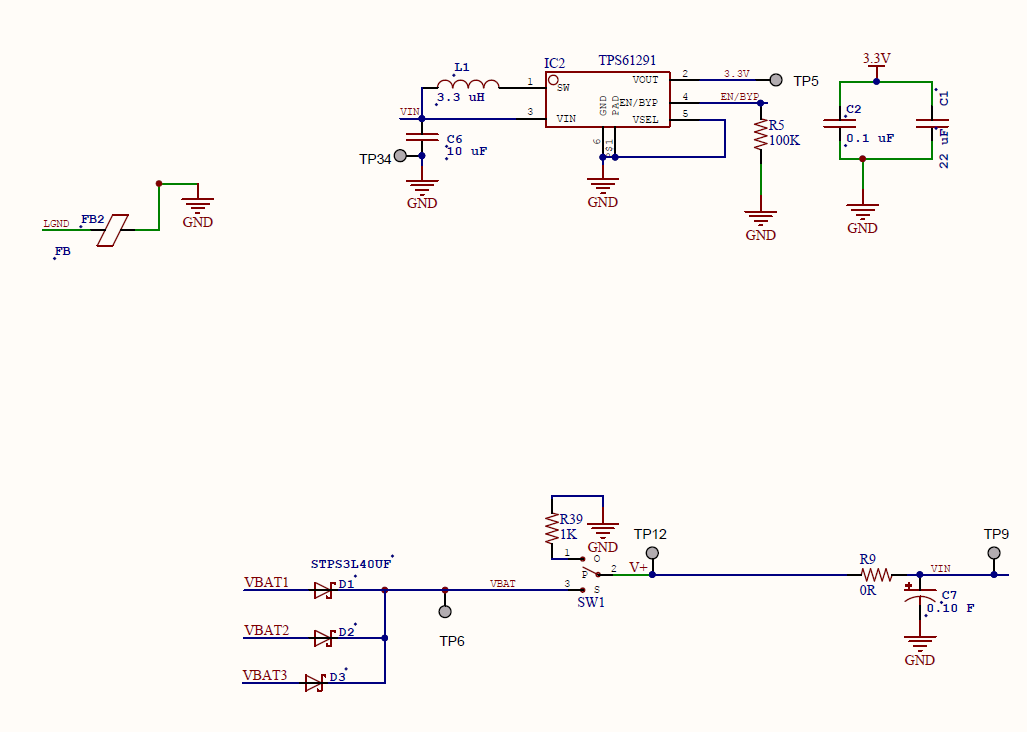 3.3V
IC2 TPS61291
L1
3.3 uH
1
SW
VOUT
2
3.3V
TP5
VIN
3
VIN
GND
PAD
EN/BYP
4
EN/BYP
VSEL
5
6
PS1
C6
10 uF
TP34
GND
GND
R5
100K
GND
C2
0.1 uF
C1
22 uF
GND
LGND
FB2
FB
GND
R39
1K
GND
1
O
P
2
V+
3
S
SW1
TP12
TP9
R9
0R
VIN
C7
0.10 F
GND
STPS3L40UF
VBAT1
D1
VBAT
TP6
VBAT2
D2
VBAT3
D3